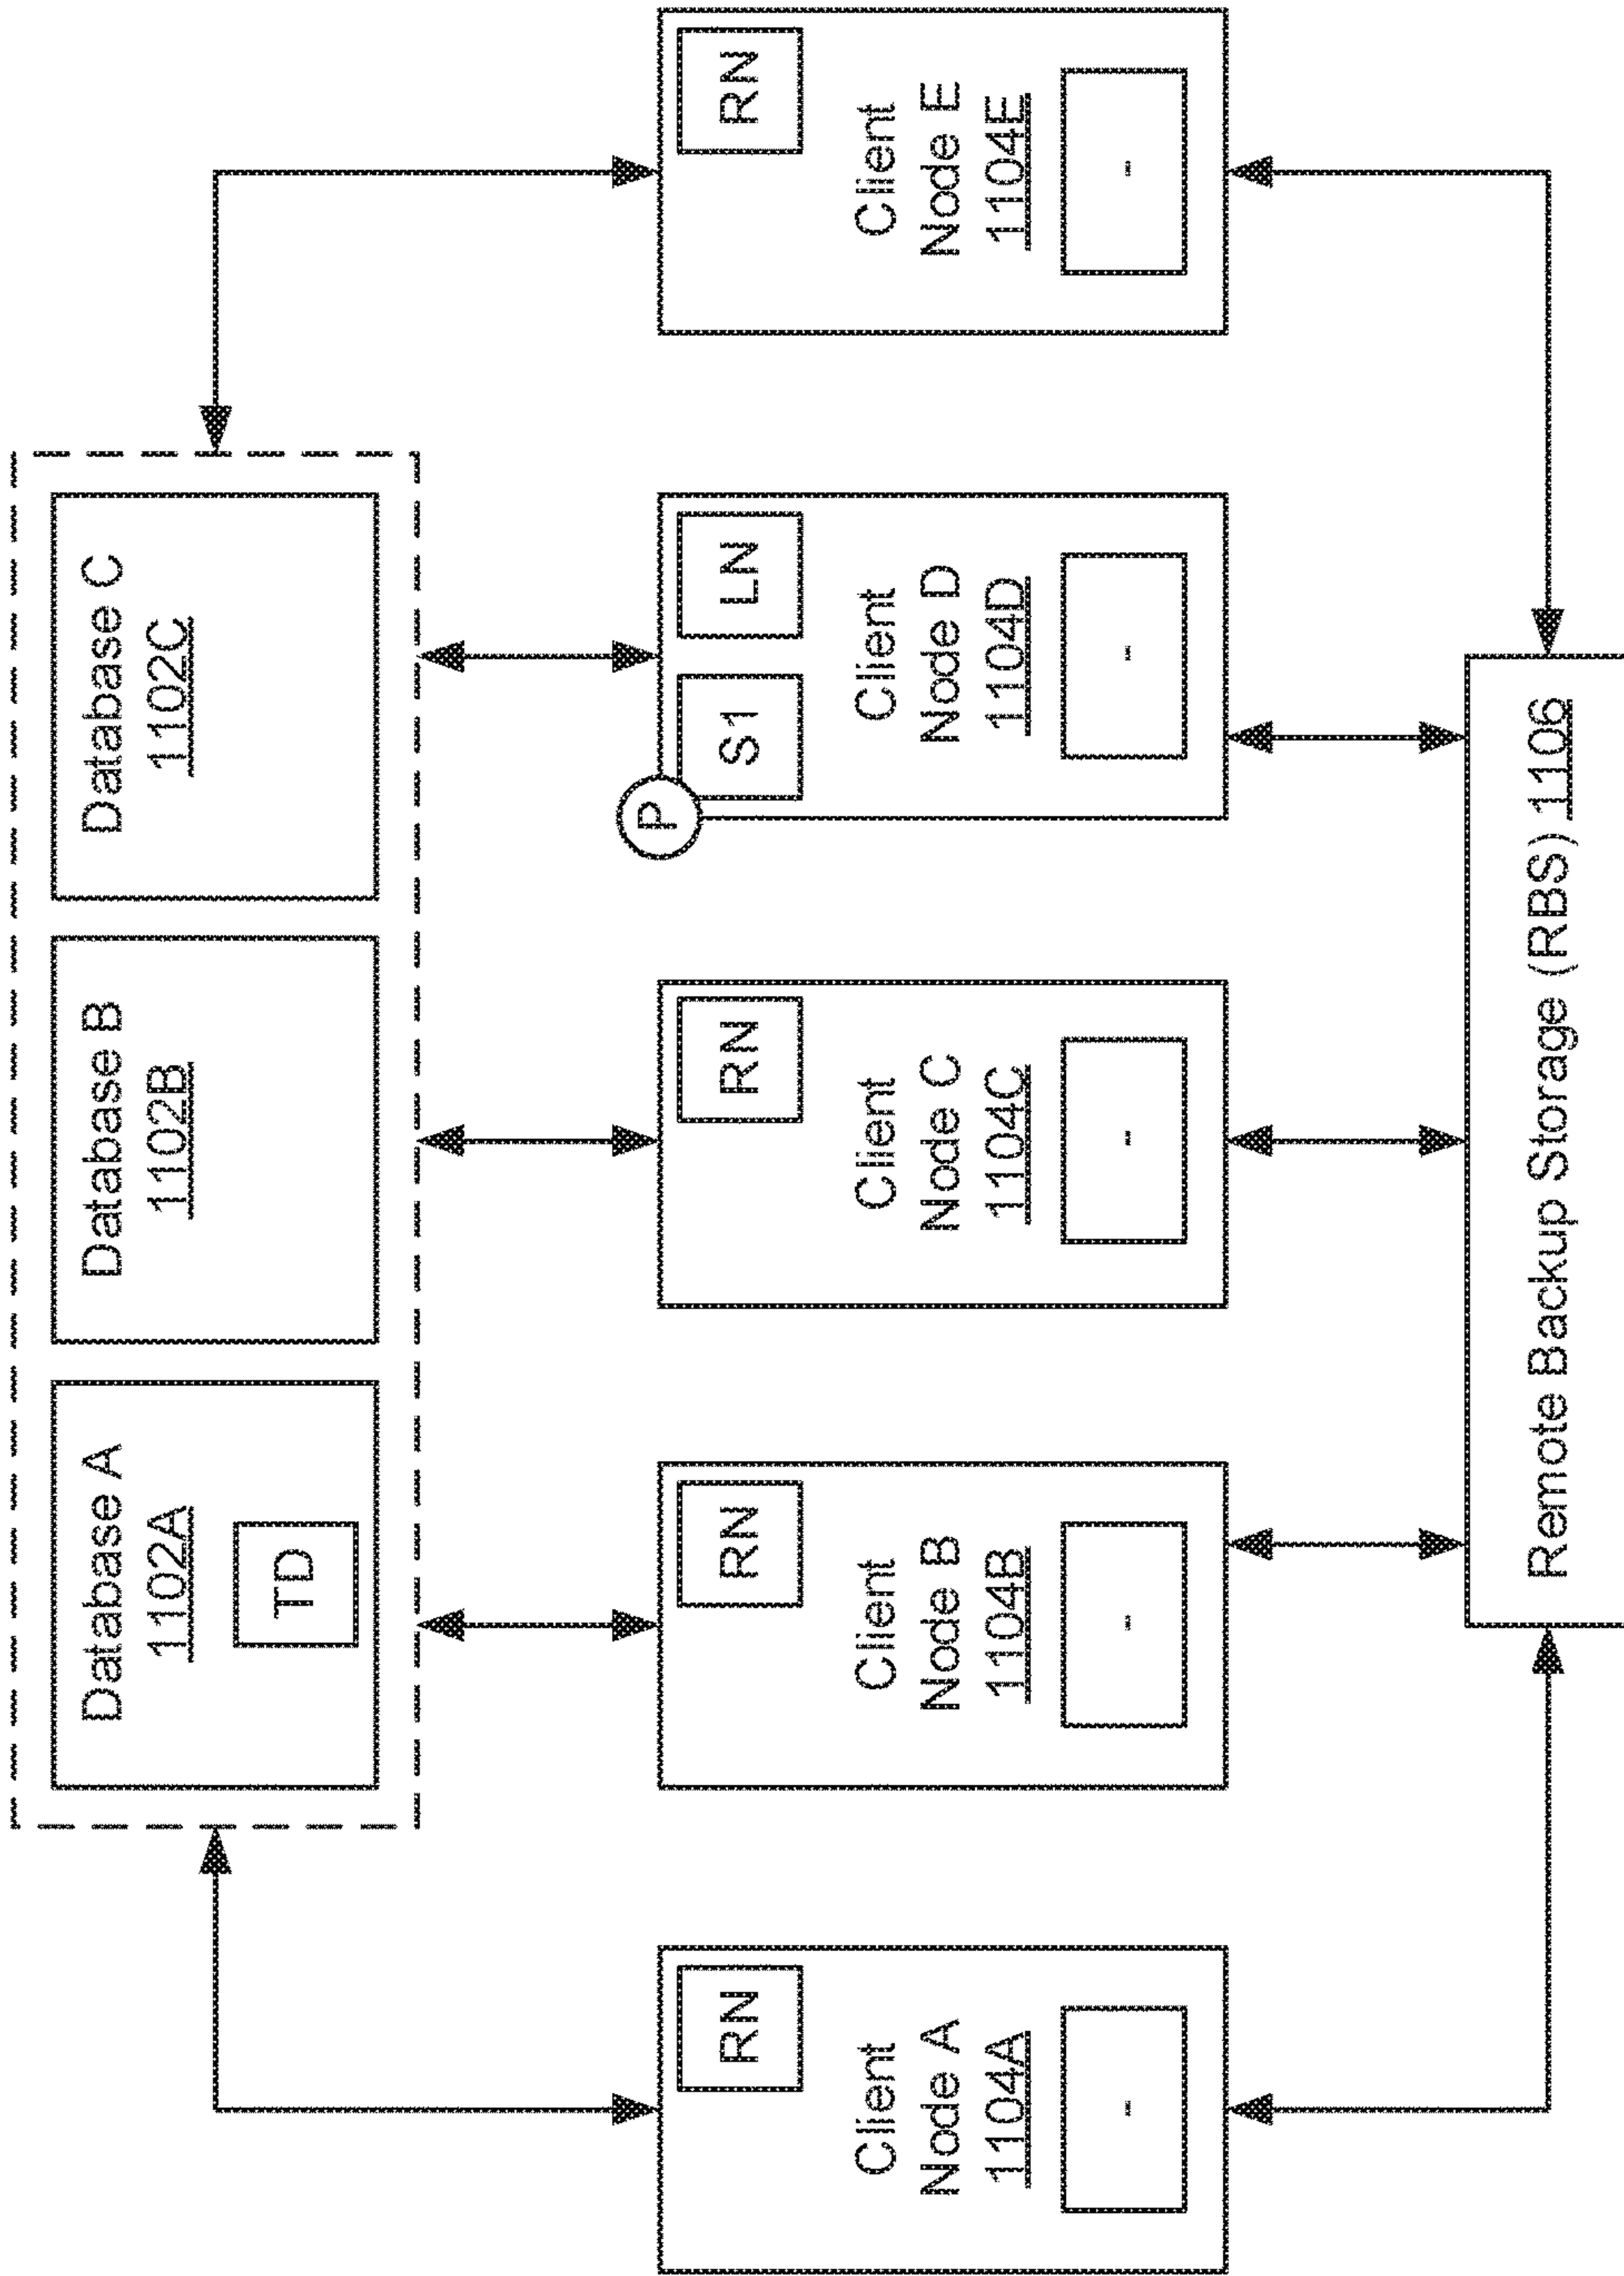 Database A
1102A
TD
Database B
1102B
Database C
1102C
RN
Client
Node A
1104A
-
RN
Client
Node B
1104B
-
RN
Client
Node C
1104C
-
P
S1
LN
Client
Node D
1104D
-
RN
Client
Node E
1104E
-
Remote Backup Storage (RBS) 1106